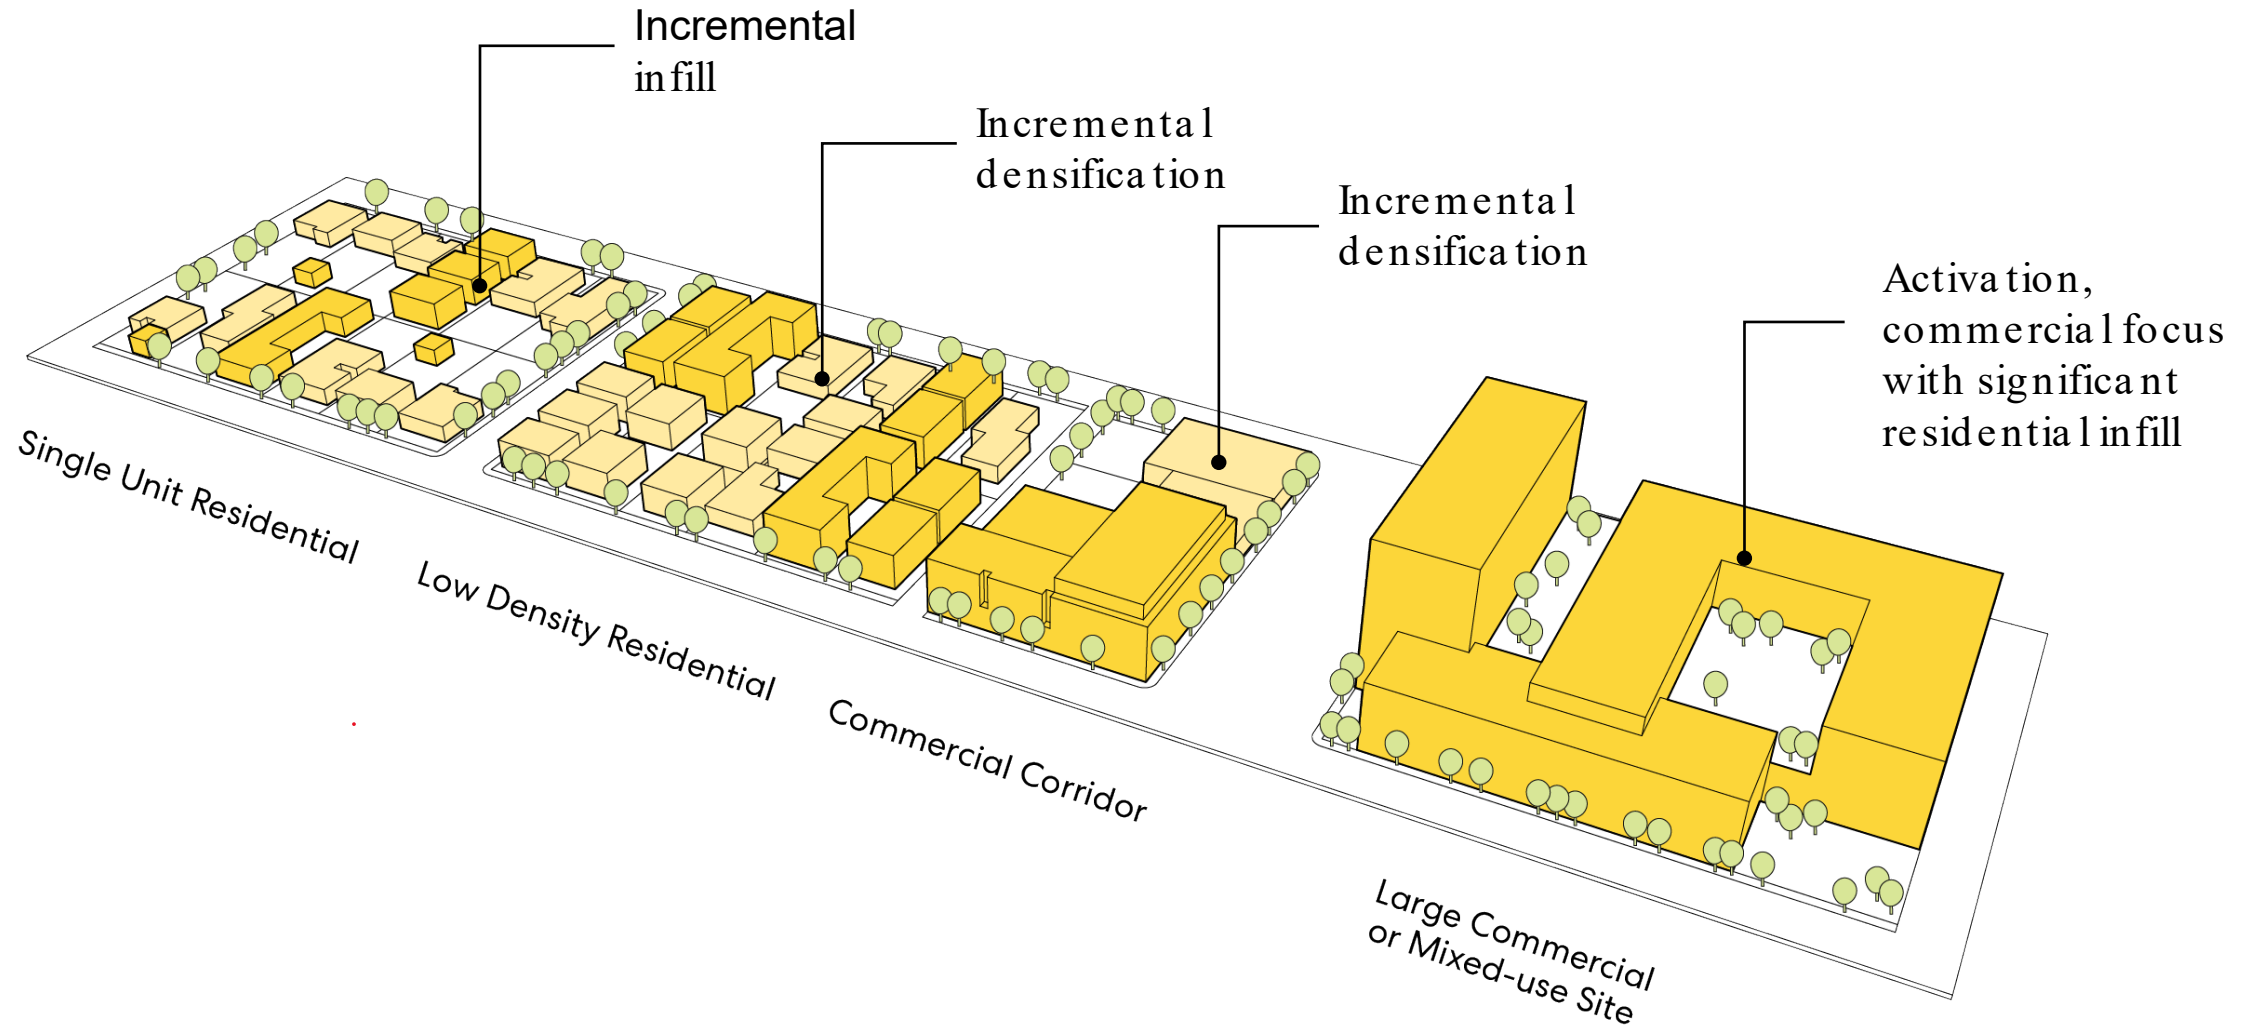 Incremental
infill
Incremental
densification
Incremental
densification
Activation,
commercial focus
with significant
residential infill
Single Unit Residential
Low Density Residential
Commercial Corridor
Large Commercial
or Mixed-use Site